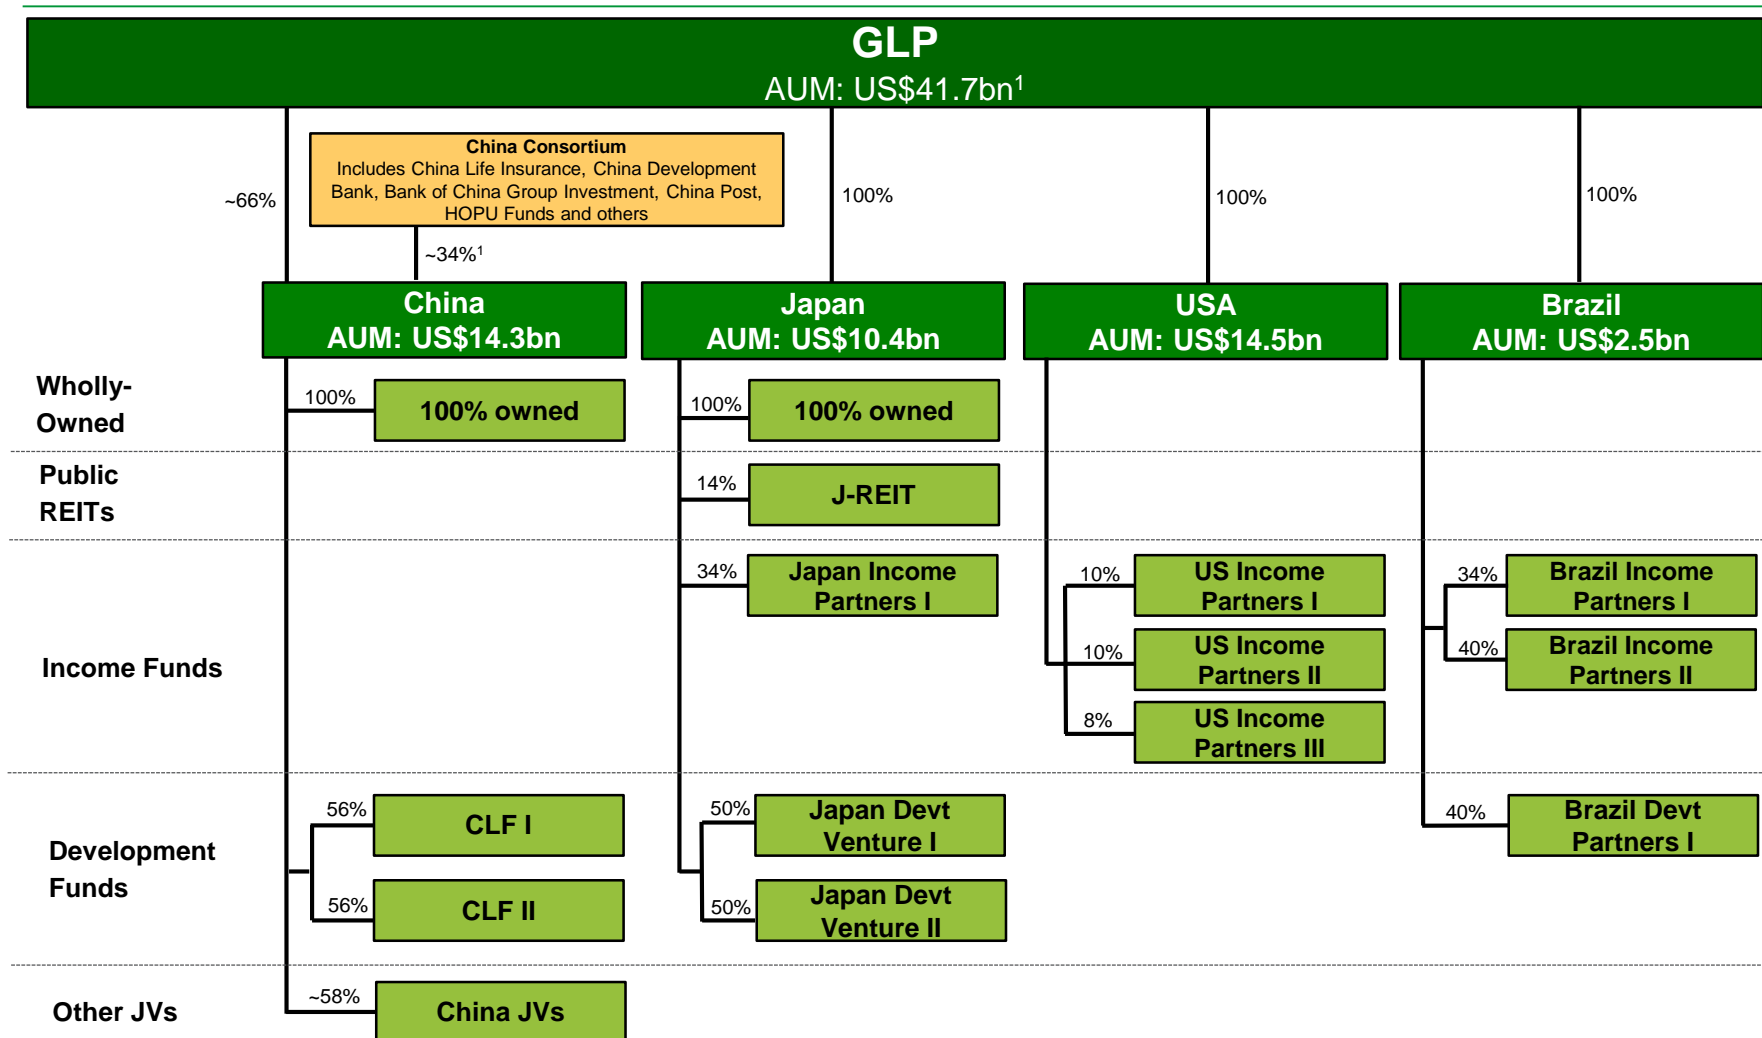 GLP
AUM: US$41.7bn¹
China Consortium
Includes China Life Insurance, China Development
Bank, Bank of China Group Investment, China Post,
HOPU Funds and others
~66%
100%
100%
100%
~34%¹
China
AUM: US$14.3bn
Japan
AUM: US$10.4bn
USA
AUM: US$14.5bn
Brazil
AUM: US$2.5bn
Wholly-
Owned
100%
100% owned
100%
100% owned
Public
REITs
14%
J-REIT
Income Funds
34%
Japan Income
Partners I
10%
US Income
Partners I
10%
US Income
Partners II
8%
US Income
Partners III
34%
Brazil Income
Partners I
40%
Brazil Income
Partners II
Development
Funds
56%
CLF I
56%
CLF II
50%
Japan Devt
Venture I
50%
Japan Devt
Venture II
40%
Brazil Devt
Partners I
Other JVs
~58%
China JVs